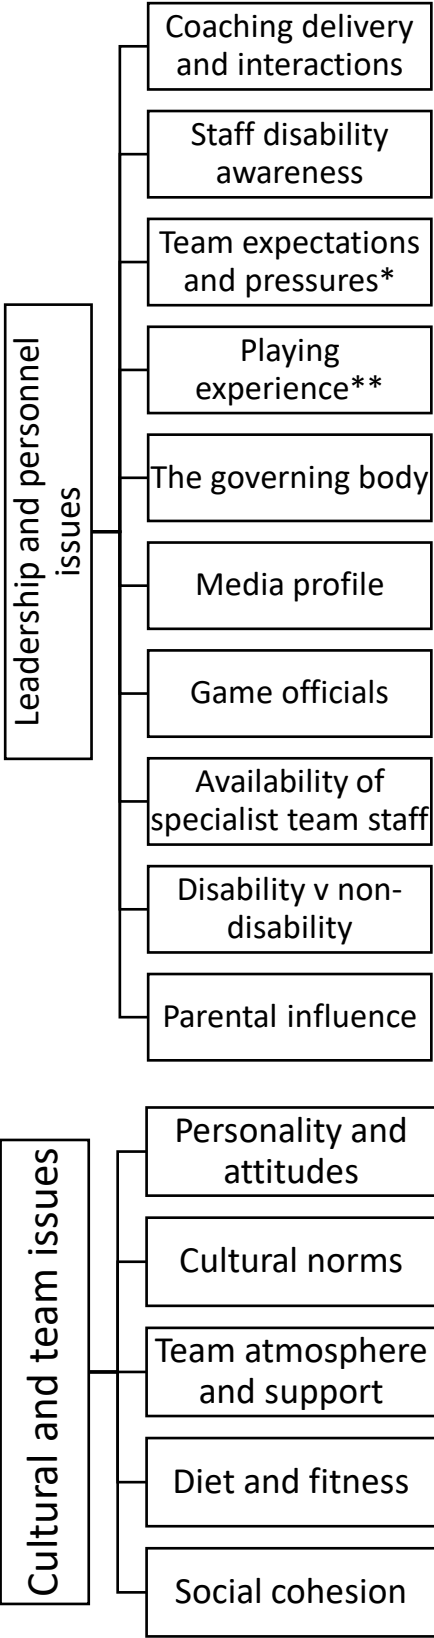 Leadership and personnel
issues
Coaching delivery
and interactions
Staff disability
awareness
Team expectations
and pressures*
Playing
experience**
The governing body
Media profile
Game officials
Availability of
specialist team staff
Disability v non-
disability
Parental influence
Cultural and team issues
Personality and
attitudes
Cultural norms
Team atmosphere
and support
Diet and fitness
Social cohesion